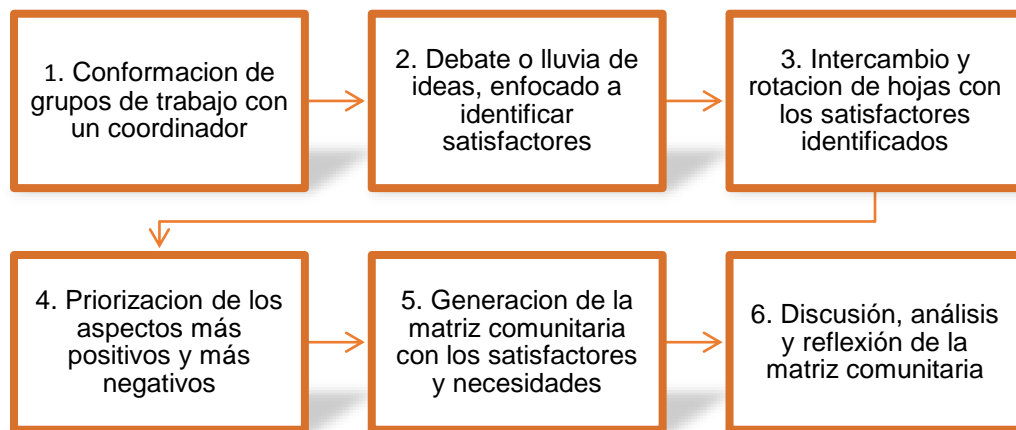 1. Conformacion de
grupos de trabajo con
un coordinador
2. Debate o lluvia de
ideas, enfocado a
identificar
satisfactores
3. Intercambio y
rotacion de hojas con
los satisfactores
identificados
4. Priorizacion de los
aspectos más
positivos y más
negativos
5. Generacion de la
matriz comunitaria
con los satisfactores
y necesidades
6. Discusión, análisis
y reflexión de la
matriz comunitaria